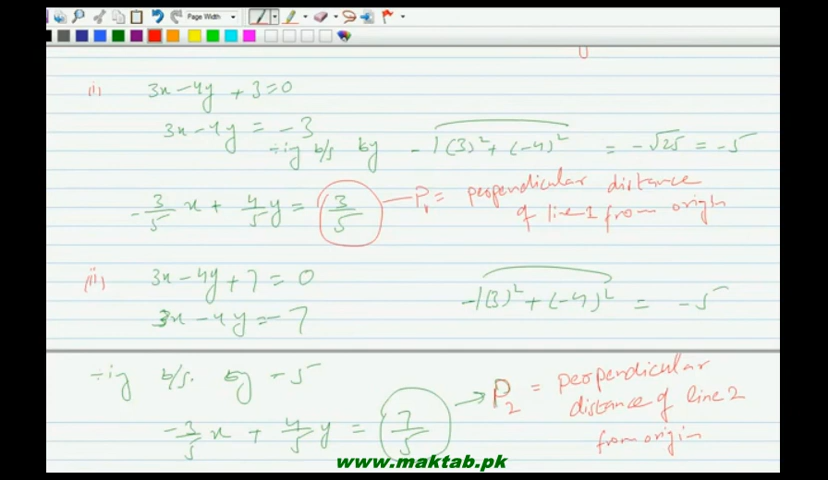 Page Width
(i) 3x-4y+3=0
3x-4y = -3
÷ig b/s by -√(3)²+(-4)² = -√25 = -5
-3/5 x + 4/5 y = 3/5 — P₁ = perpendicular distance
of line 1 from origin
(ii) 3x-4y+7=0
3x-4y=-7 -√(3)²+(-4)² = -5
÷ig b/s. by -5
-3/5 x + 4/5 y = 7/5 → P₂ = perpendicular
distance of line 2
from origin
www.maktab.pk